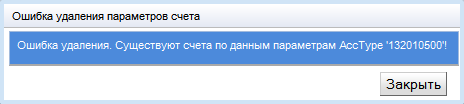 Ошибка удаления параметров счета
Ошибка удаления. Существуют счета по данным параметрам AccType '132010500'!
Закрыть